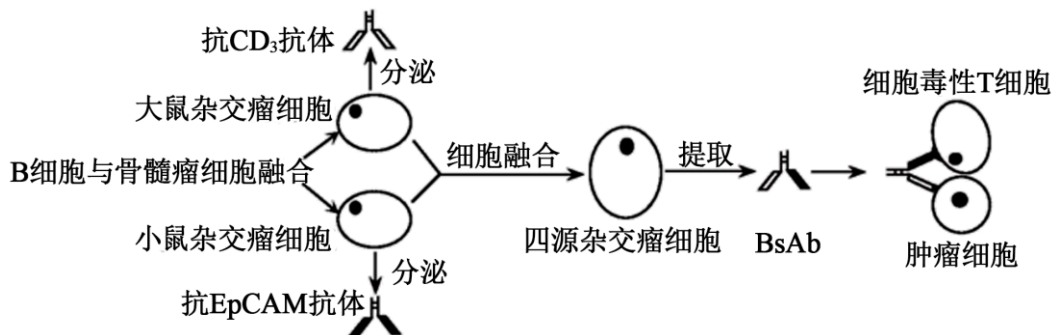 抗CD₃抗体
分泌
大鼠杂交瘤细胞
B细胞与骨髓瘤细胞融合
小鼠杂交瘤细胞
分泌
抗EpCAM抗体
细胞融合
四源杂交瘤细胞
提取
BsAb
细胞毒性T细胞
肿瘤细胞